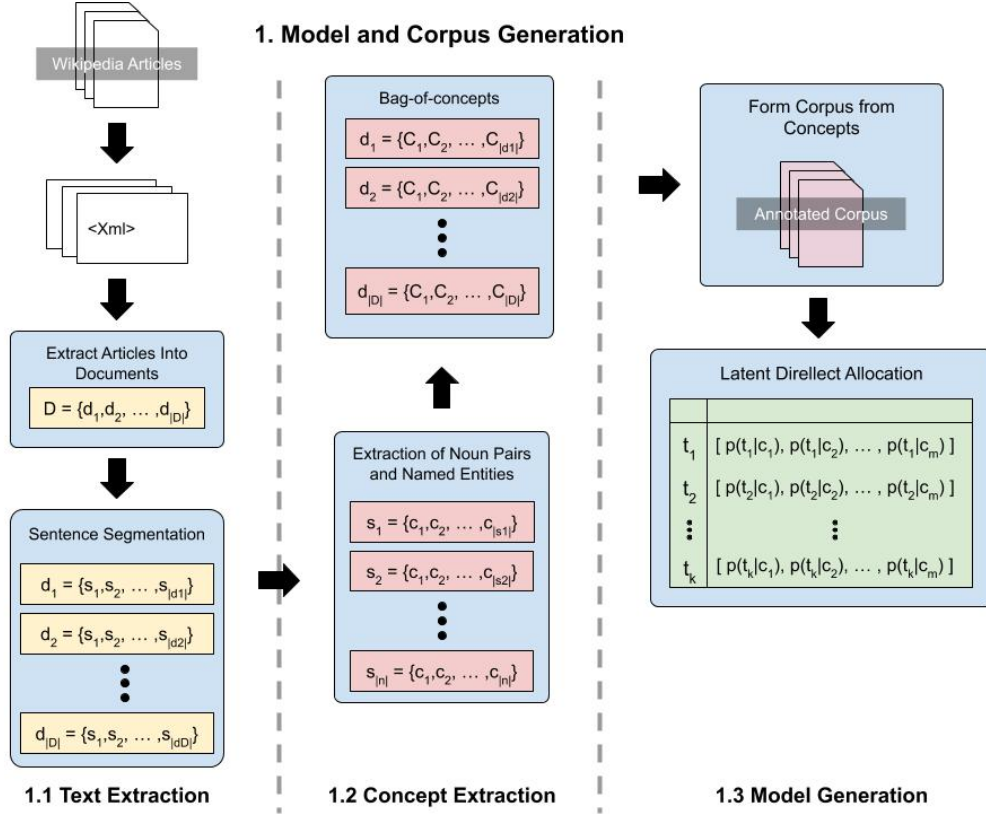 1. Model and Corpus Generation
Wikipedia Articles
<Xml>
Extract Articles Into
Documents
D = {d₁,d₂, … ,d|D|}
Sentence Segmentation
d₁ = {s₁,s₂, … ,s|d1|}
d₂ = {s₁,s₂, … ,s|d2|}
d|D| = {s₁,s₂, … ,s|dD|}
1.1 Text Extraction
Bag-of-concepts
d₁ = {C₁,C₂, … ,C|d1|}
d₂ = {C₁,C₂, … ,C|d2|}
d|D| = {C₁,C₂, … ,C|D|}
Extraction of Noun Pairs
and Named Entities
s₁ = {c₁,c₂, … ,c|s1|}
s₂ = {c₁,c₂, … ,c|s2|}
s|n| = {c₁,c₂, … ,c|n|}
1.2 Concept Extraction
Form Corpus from
Concepts
Annotated Corpus
Latent Direllect Allocation
t₁ [ p(t₁|c₁), p(t₁|c₂), … , p(t₁|cₘ) ]
t₂ [ p(t₂|c₁), p(t₂|c₂), … , p(t₂|cₘ) ]
tₖ [ p(tₖ|c₁), p(tₖ|c₂), … , p(tₖ|cₘ) ]
1.3 Model Generation